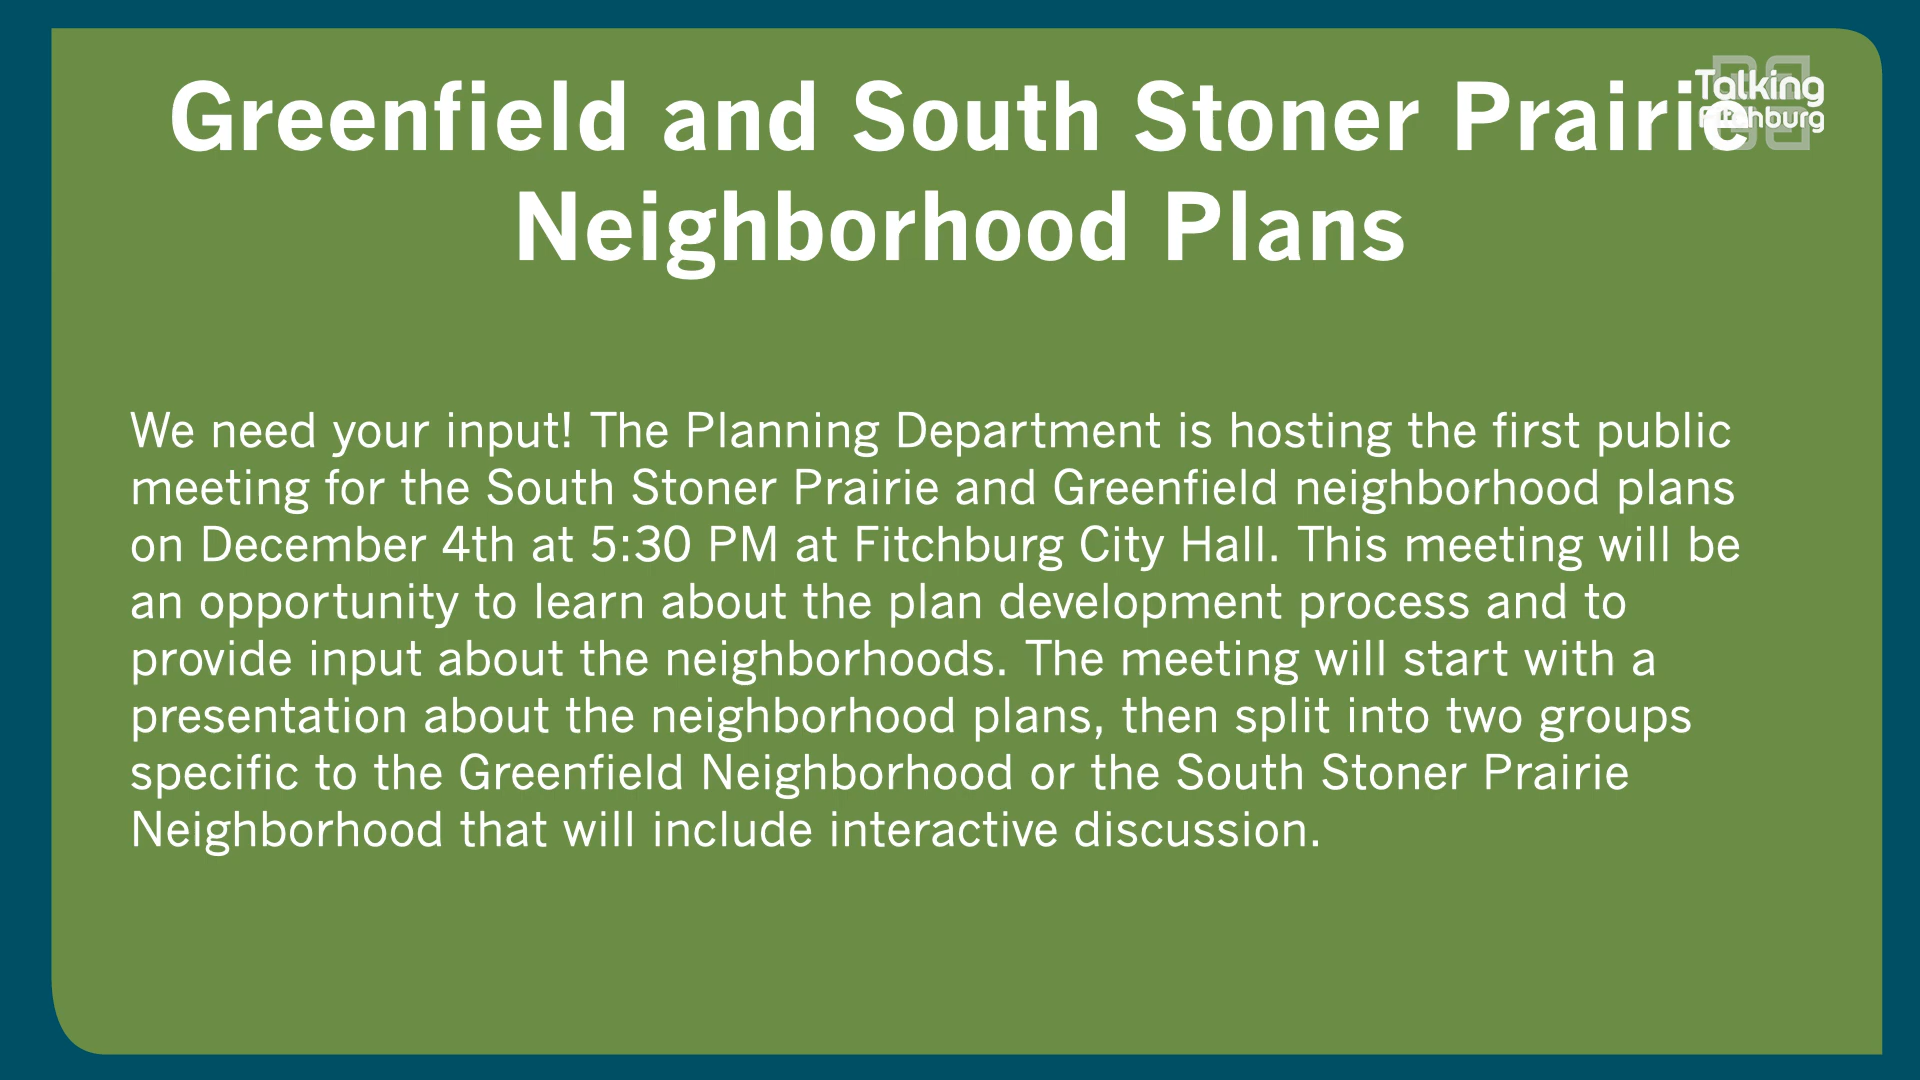 Greenfield and South Stoner Prairie
Neighborhood Plans
Talking
Fitchburg
We need your input! The Planning Department is hosting the first public
meeting for the South Stoner Prairie and Greenfield neighborhood plans
on December 4th at 5:30 PM at Fitchburg City Hall. This meeting will be
an opportunity to learn about the plan development process and to
provide input about the neighborhoods. The meeting will start with a
presentation about the neighborhood plans, then split into two groups
specific to the Greenfield Neighborhood or the South Stoner Prairie
Neighborhood that will include interactive discussion.